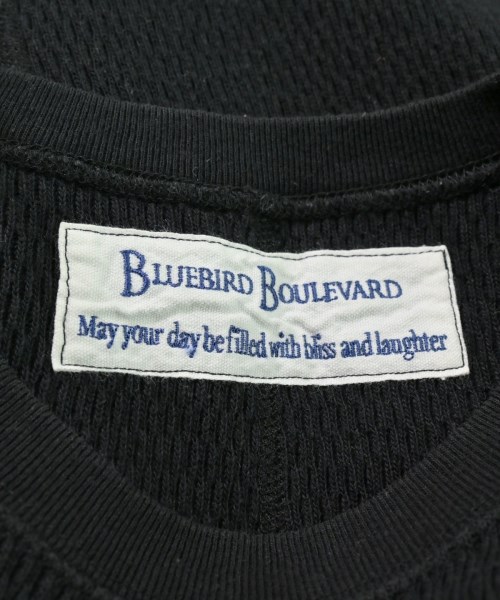 BLUEBIRD BOULEVARD
May your day be filled with bliss and laughter